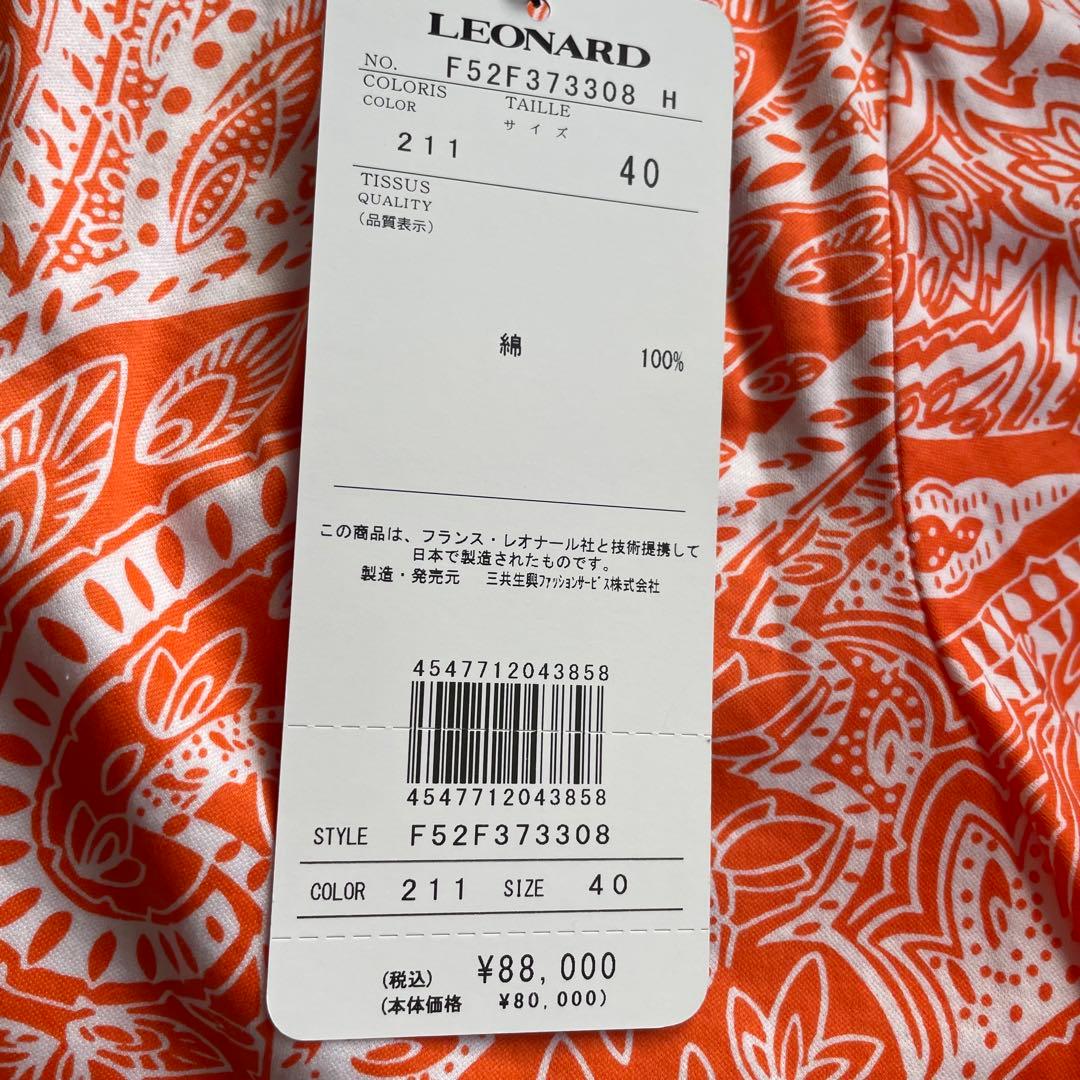 LEONARD
NO. F52F373308 H
COLORIS TAILLE
COLOR サイズ
211 40
TISSUS
QUALITY
(品質表示)
綿 100%
この商品は、フランス・レオナール社と技術提携して
日本で製造されたものです。
製造・発売元 三共生興ファッションサービス株式会社
4547712043858
4547712043858
STYLE F52F373308
COLOR 211 SIZE 40
(税込) ¥88,000
(本体価格 ¥80,000)